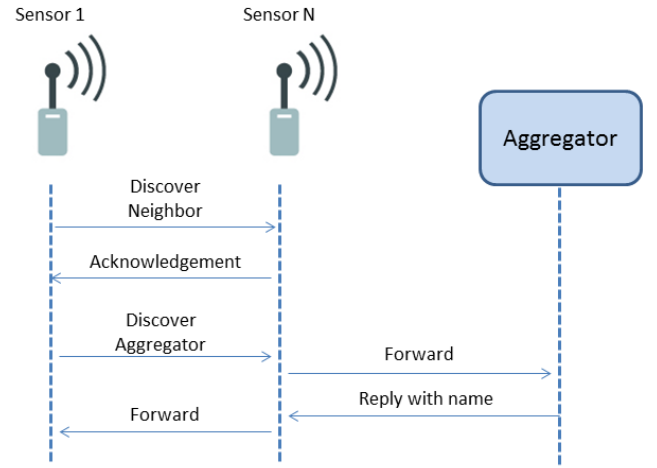 Sensor 1
Sensor N
Aggregator
Discover
Neighbor
Acknowledgement
Discover
Aggregator
Forward
Reply with name
Forward